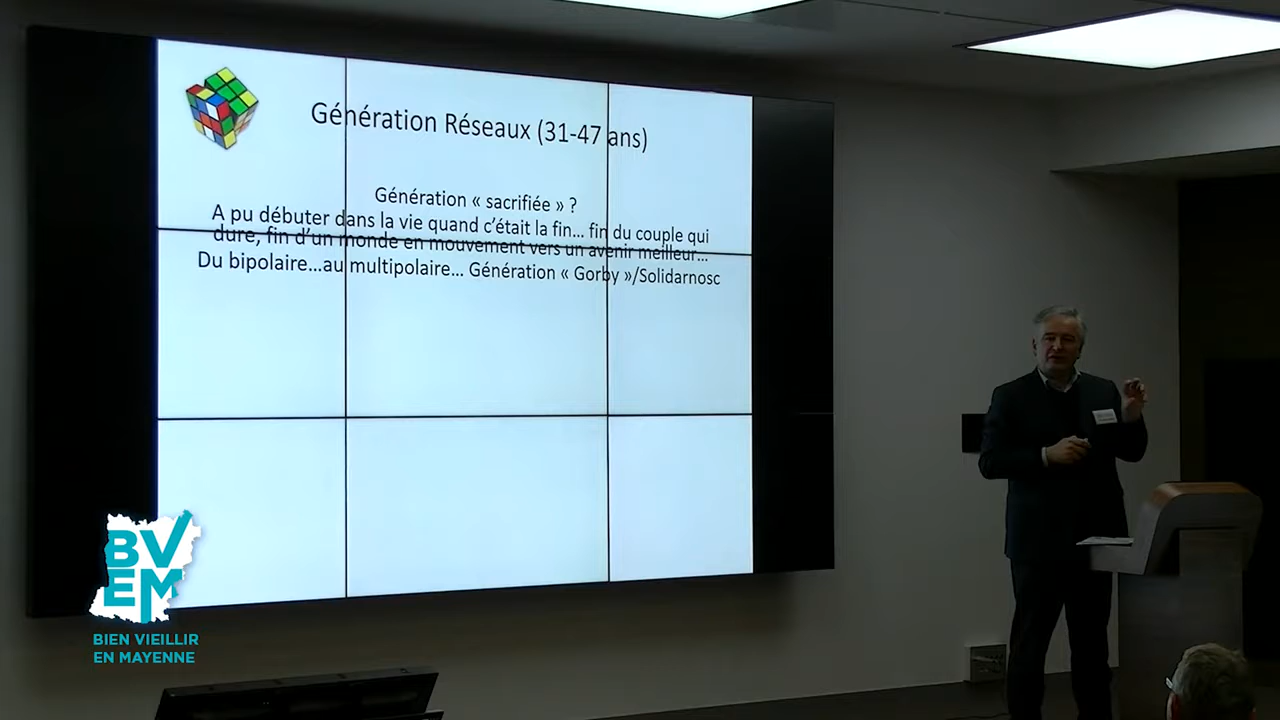 Génération Réseaux (31-47 ans)
Génération « sacrifiée » ?
A pu débuter dans la vie quand c'était la fin... fin du couple qui
dure, fin d'un monde en mouvement vers un avenir meilleur...
Du bipolaire...au multipolaire... Génération « Gorby »/Solidarnosc
BV
EM
BIEN VIEILLIR
EN MAYENNE